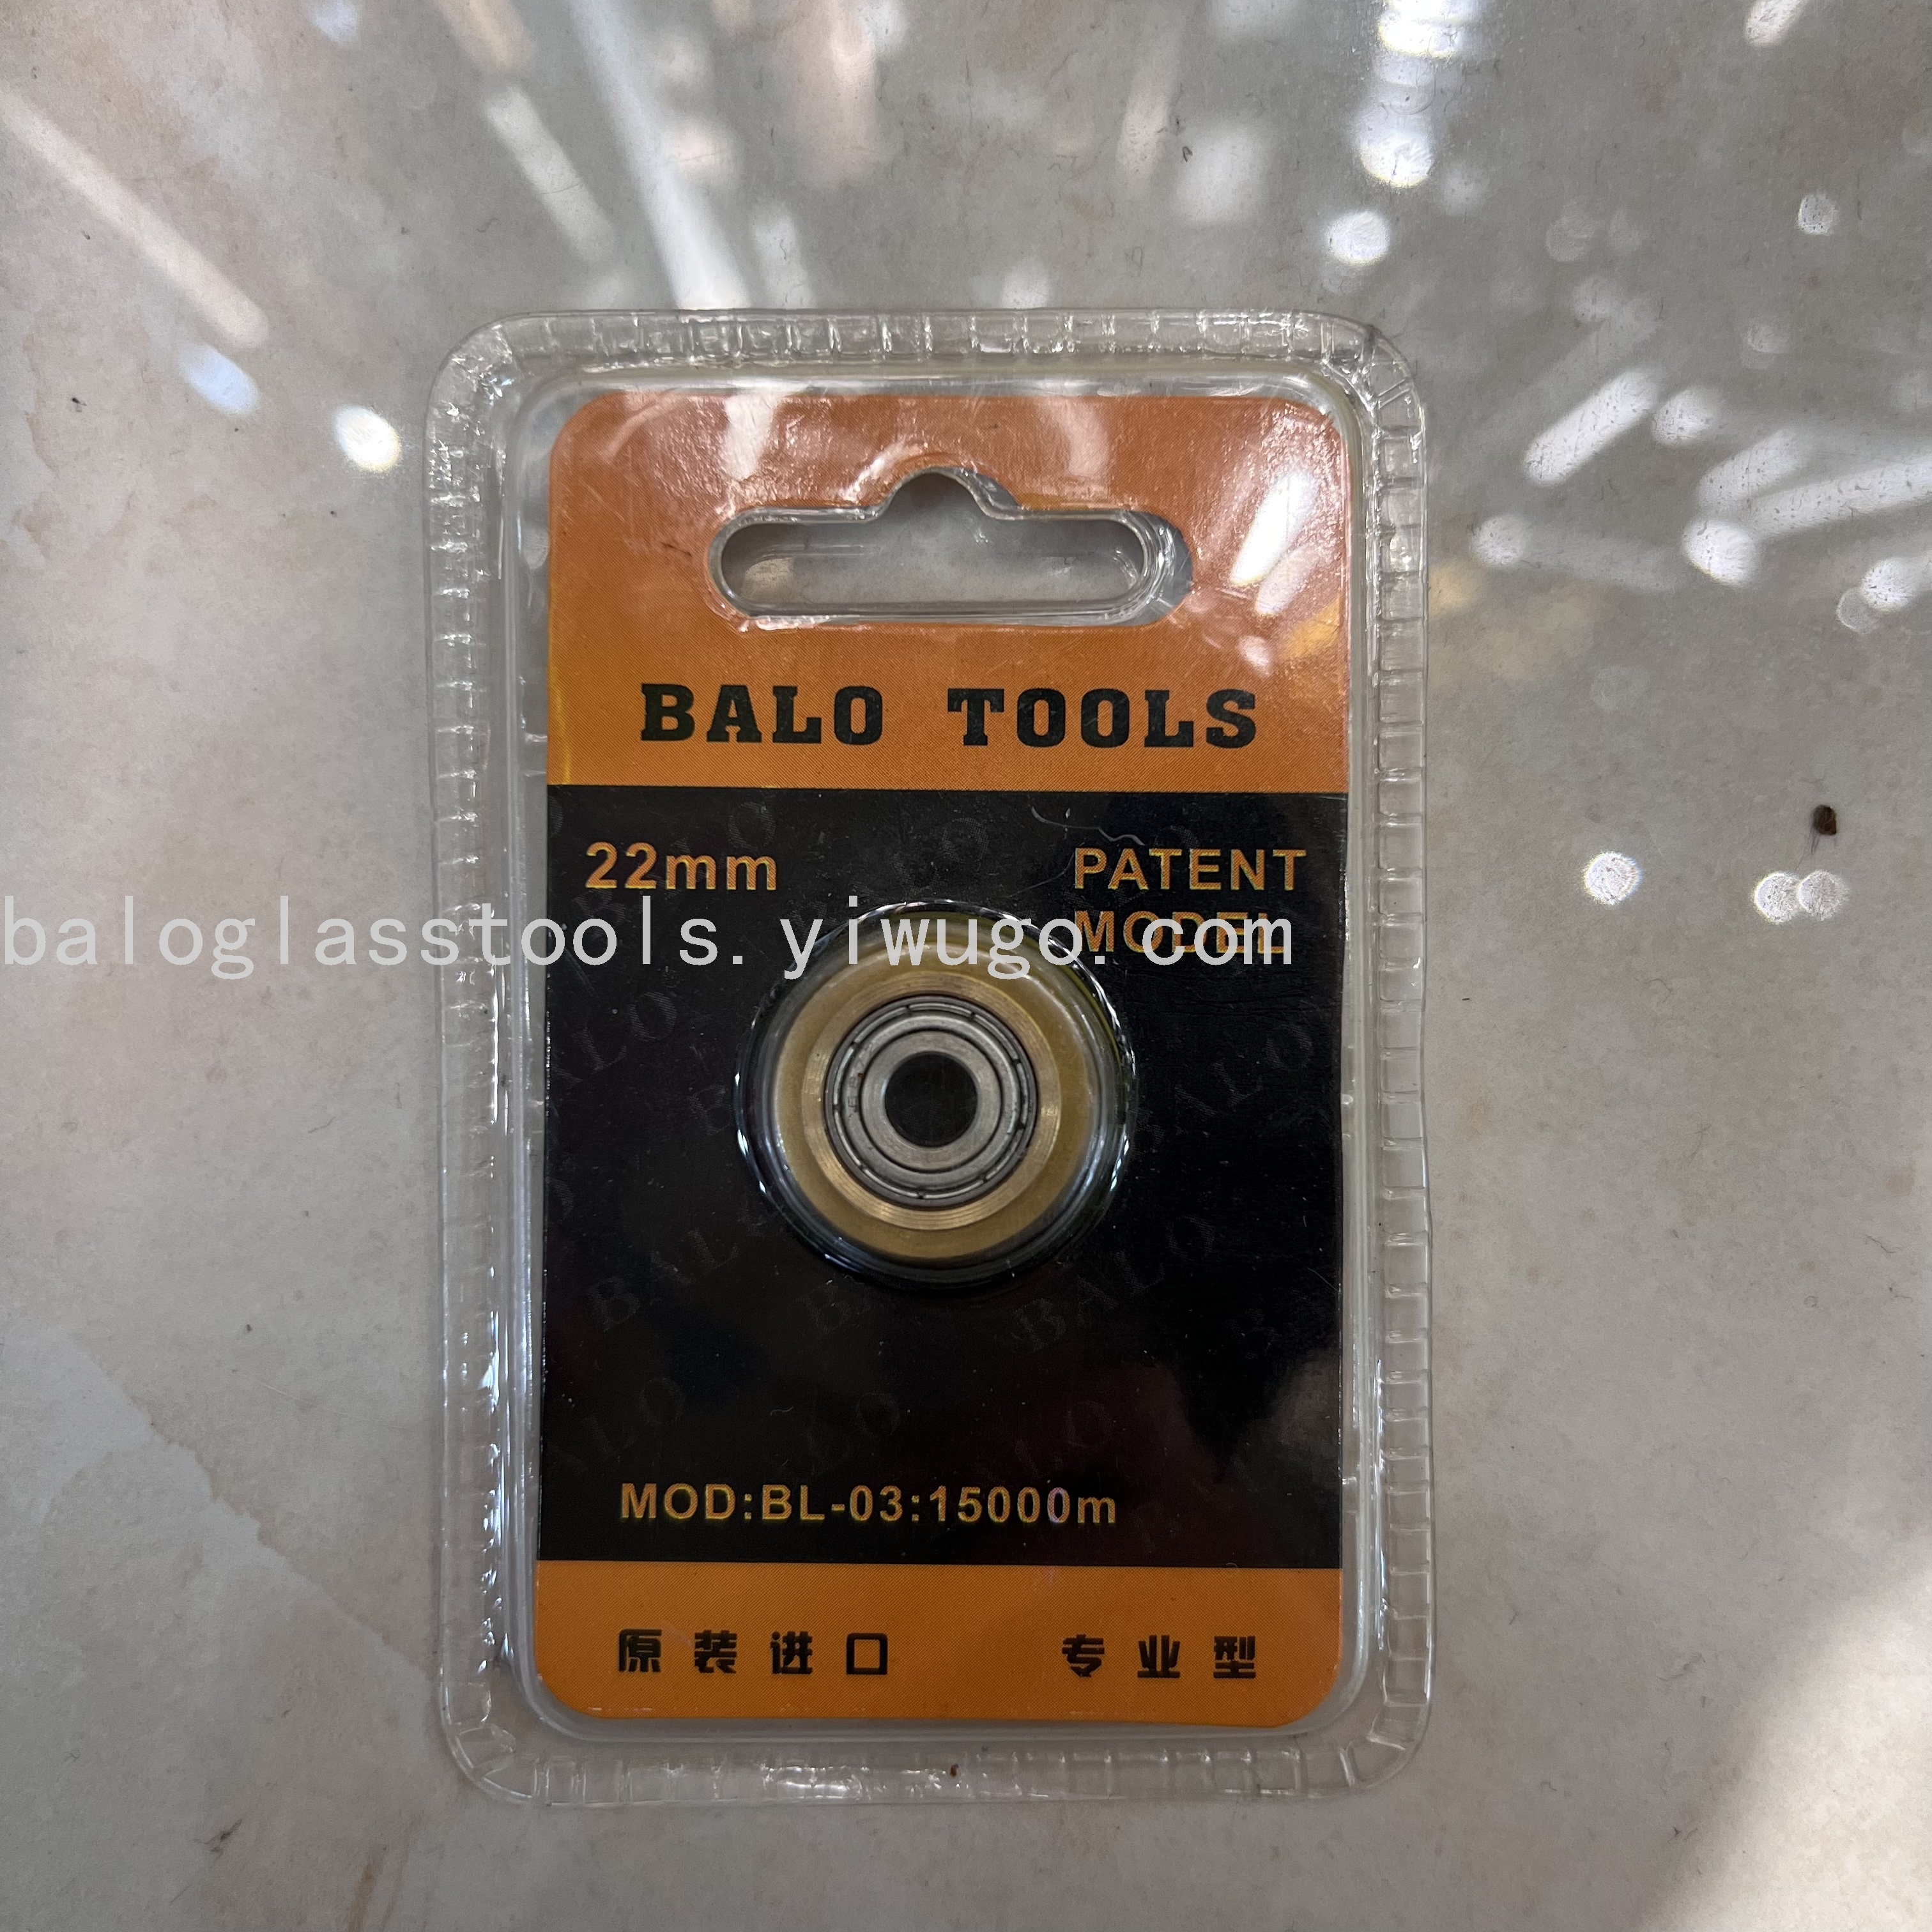 BALO TOOLS
22mm
PATENT
MODEL
baloglasstools.yiwugo.com
MOD:BL-03:15000m
原装进口 专业型